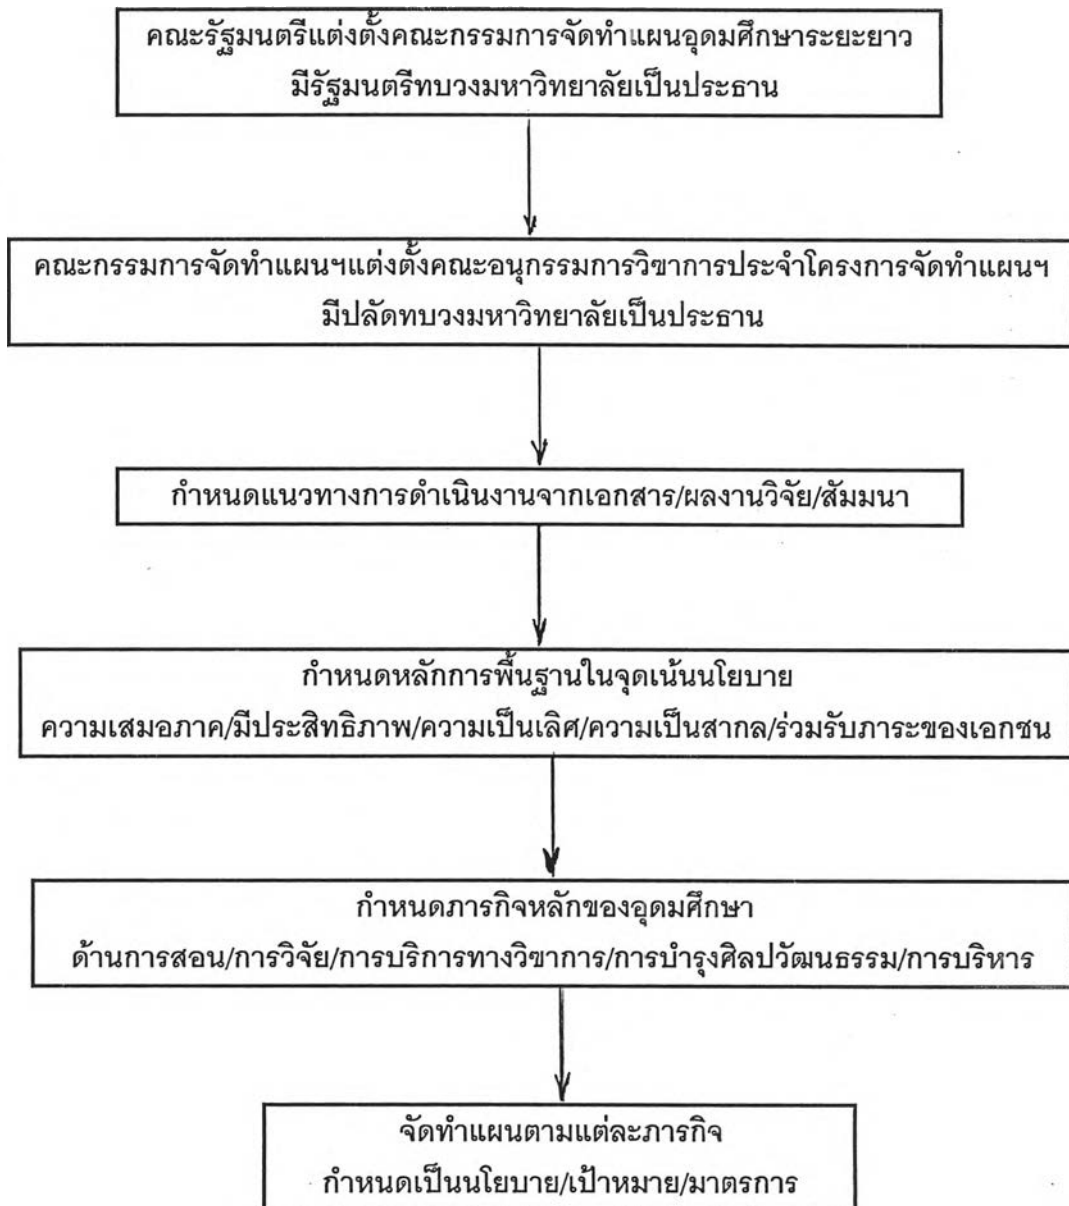 คณะรัฐมนตรีแต่งตั้งคณะกรรมการจัดทำแผนอุดมศึกษาระยะยาว
มีรัฐมนตรีทบวงมหาวิทยาลัยเป็นประธาน
คณะกรรมการจัดทำแผนฯแต่งตั้งคณะอนุกรรมการวิชาการประจำโครงการจัดทำแผนฯ
มีปลัดทบวงมหาวิทยาลัยเป็นประธาน
กำหนดแนวทางการดำเนินงานจากเอกสาร/ผลงานวิจัย/สัมมนา
กำหนดหลักการพื้นฐานในจุดเน้นนโยบาย
ความเสมอภาค/มีประสิทธิภาพ/ความเป็นเลิศ/ความเป็นสากล/ร่วมรับภาระของเอกชน
กำหนดภารกิจหลักของอุดมศึกษา
ด้านการสอน/การวิจัย/การบริการทางวิชาการ/การบำรุงศิลปวัฒนธรรม/การบริหาร
จัดทำแผนตามแต่ละภารกิจ
กำหนดเป็นนโยบาย/เป้าหมาย/มาตรการ